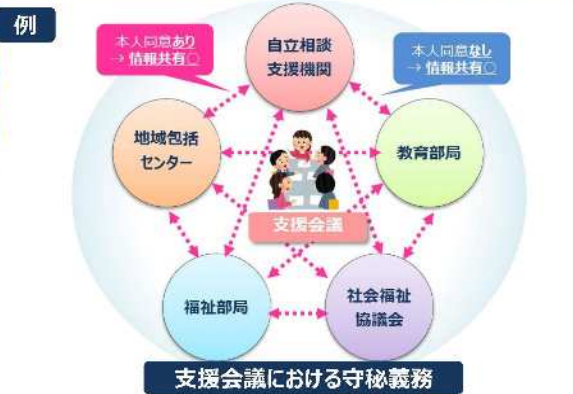 例
本人同意あり
→ 情報共有○
自立相談
支援機関
本人同意なし
→ 情報共有○
地域包括
センター
教育部局
支援会議
福祉部局
社会福祉
協議会
支援会議における守秘義務